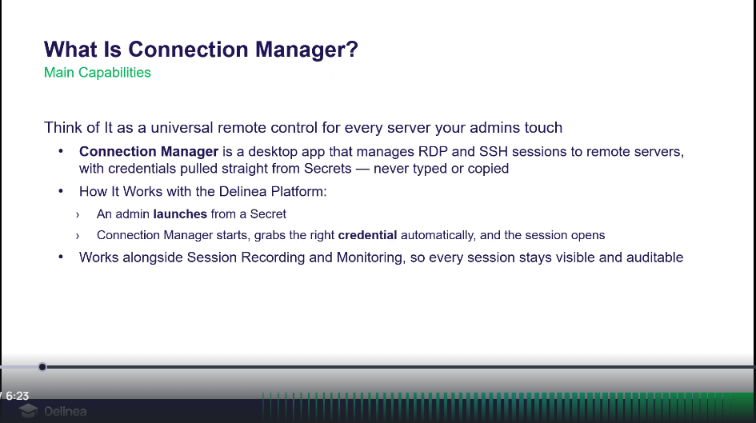 What Is Connection Manager?
Main Capabilities
Think of It as a universal remote control for every server your admins touch
• Connection Manager is a desktop app that manages RDP and SSH sessions to remote servers,
with credentials pulled straight from Secrets — never typed or copied
• How It Works with the Delinea Platform:
› An admin launches from a Secret
› Connection Manager starts, grabs the right credential automatically, and the session opens
• Works alongside Session Recording and Monitoring, so every session stays visible and auditable
/ 6:23
Delinea